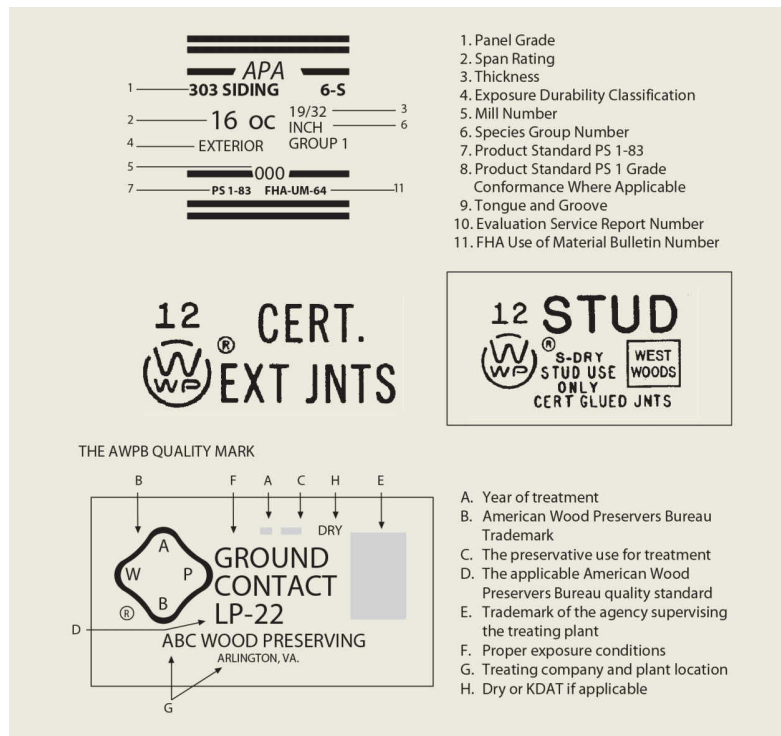 APA
1 303 SIDING 6-S
2 16 OC 19/32 INCH 3
4 EXTERIOR GROUP 1 6
5 000
7 PS 1-83 FHA-UM-64 11
1. Panel Grade
2. Span Rating
3. Thickness
4. Exposure Durability Classification
5. Mill Number
6. Species Group Number
7. Product Standard PS 1-83
8. Product Standard PS 1 Grade
Conformance Where Applicable
9. Tongue and Groove
10. Evaluation Service Report Number
11. FHA Use of Material Bulletin Number
12 CERT.
WWP ® EXT JNTS
12 STUD
WWP ® S-DRY
STUD USE
ONLY
CERT GLUED JNTS
WEST
WOODS
THE AWPB QUALITY MARK
B F A C H E
DRY
A
W P
B
®
GROUND
CONTACT
LP-22
D
ABC WOOD PRESERVING
ARLINGTON, VA.
G
A. Year of treatment
B. American Wood Preservers Bureau
Trademark
C. The preservative use for treatment
D. The applicable American Wood
Preservers Bureau quality standard
E. Trademark of the agency supervising
the treating plant
F. Proper exposure conditions
G. Treating company and plant location
H. Dry or KDAT if applicable